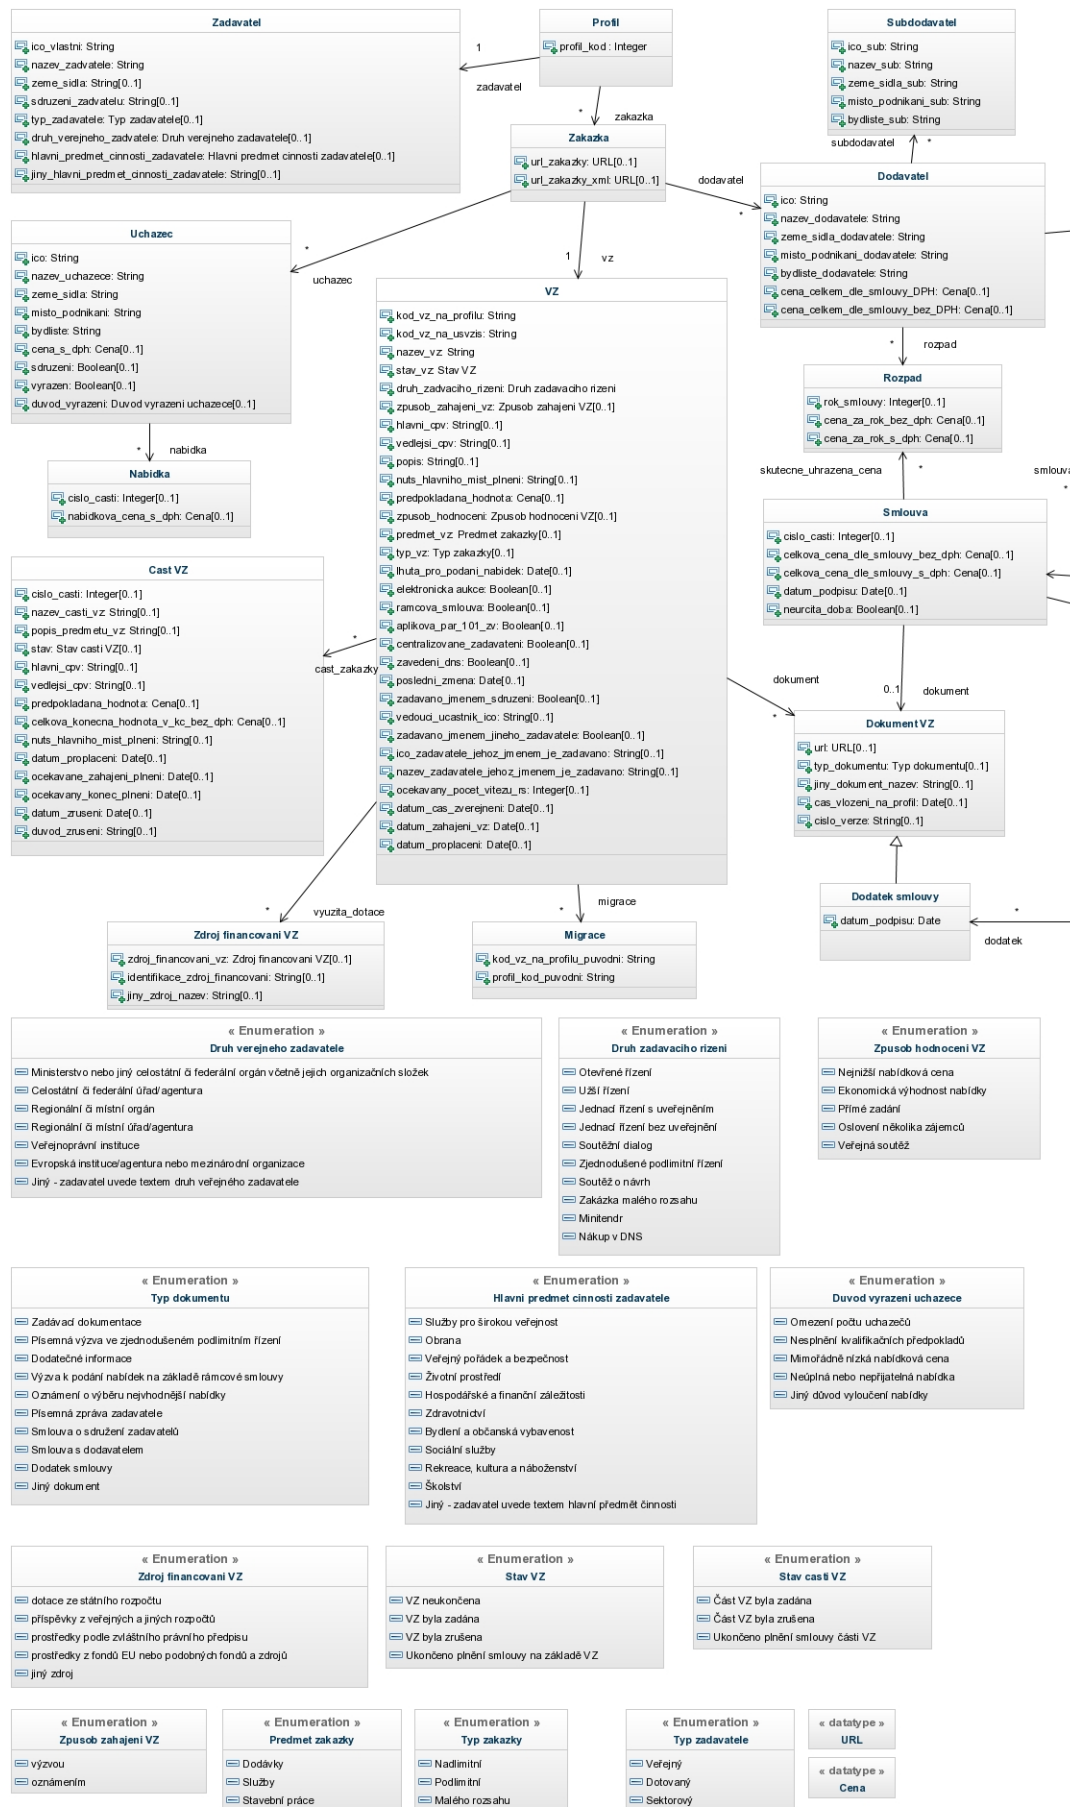 Zadavatel
ico_vlastni: String
nazev_zadvatele: String
zeme_sidla: String[0..1]
sdruzeni_zadvatelu: String[0..1]
typ_zadavatele: Typ zadavatele[0..1]
druh_verejneho_zadvatele: Druh verejneho zadavatele[0..1]
hlavni_predmet_cinnosti_zadavatele: Hlavni predmet cinnosti zadavatele[0..1]
jiny_hlavni_predmet_cinnosti_zadavatele: String[0..1]
1
zadavatel
Profil
profil_kod : Integer
*
zakazka
Zakazka
url_zakazky: URL[0..1]
url_zakazky_xml: URL[0..1]
Subdodavatel
ico_sub: String
nazev_sub: String
zeme_sidla_sub: String
misto_podnikani_sub: String
bydliste_sub: String
subdodavatel
*
dodavatel
*
Dodavatel
ico: String
nazev_dodavatele: String
zeme_sidla_dodavatele: String
misto_podnikani_dodavatele: String
bydliste_dodavatele: String
cena_celkem_dle_smlouvy_DPH: Cena[0..1]
cena_celkem_dle_smlouvy_bez_DPH: Cena[0..1]
Uchazec
ico: String
nazev_uchazece: String
zeme_sidla: String
misto_podnikani: String
bydliste: String
cena_s_dph: Cena[0..1]
sdruzeni: Boolean[0..1]
vyrazen: Boolean[0..1]
duvod_vyrazeni: Duvod vyrazeni uchazece[0..1]
*
uchazec
1
vz
*
nabidka
Nabidka
cislo_casti: Integer[0..1]
nabidkova_cena_s_dph: Cena[0..1]
VZ
kod_vz_na_profilu: String
kod_vz_na_usvzis: String
nazev_vz: String
stav_vz: Stav VZ
druh_zadvaciho_rizeni: Druh zadavaciho rizeni
zpusob_zahajeni_vz: Zpusob zahajeni VZ[0..1]
hlavni_cpv: String[0..1]
vedlejsi_cpv: String[0..1]
popis: String[0..1]
nuts_hlavniho_mist_plneni: String[0..1]
predpokladana_hodnota: Cena[0..1]
zpusob_hodnoceni: Zpusob hodnoceni VZ[0..1]
predmet_vz: Predmet zakazky[0..1]
typ_vz: Typ zakazky[0..1]
lhuta_pro_podani_nabidek: Date[0..1]
elektronicka aukce: Boolean[0..1]
ramcova_smlouva: Boolean[0..1]
aplikova_par_101_zv: Boolean[0..1]
centralizovane_zadavateni: Boolean[0..1]
zavedeni_dns: Boolean[0..1]
posledni_zmena: Date[0..1]
zadavano_jmenem_sdruzeni: Boolean[0..1]
vedouci_ucastnik_ico: String[0..1]
zadavano_jmenem_jineho_zadavatele: Boolean[0..1]
ico_zadavatele_jehoz_jmenem_je_zadavano: String[0..1]
nazev_zadavatele_jehoz_jmenem_je_zadavano: String[0..1]
ocekavany_pocet_vitezu_rs: Integer[0..1]
datum_cas_zverejneni: Date[0..1]
datum_zahajeni_vz: Date[0..1]
datum_proplaceni: Date[0..1]
*
rozpad
Rozpad
rok_smlouvy: Integer[0..1]
cena_za_rok_bez_dph: Cena[0..1]
cena_za_rok_s_dph: Cena[0..1]
skutecne_uhrazena_cena
*
smlouva
*
Smlouva
cislo_casti: Integer[0..1]
celkova_cena_dle_smlouvy_bez_dph: Cena[0..1]
celkova_cena_dle_smlouvy_s_dph: Cena[0..1]
datum_podpisu: Date[0..1]
neurcita_doba: Boolean[0..1]
Cast VZ
cislo_casti: Integer[0..1]
nazev_casti_vz: String[0..1]
popis_predmetu_vz: String[0..1]
stav: Stav casti VZ[0..1]
hlavni_cpv: String[0..1]
vedlejsi_cpv: String[0..1]
predpokladana_hodnota: Cena[0..1]
celkova_konecna_hodnota_v_kc_bez_dph: Cena[0..1]
nuts_hlavniho_mist_plneni: String[0..1]
datum_proplaceni: Date[0..1]
ocekavane_zahajeni_plneni: Date[0..1]
ocekavany_konec_plneni: Date[0..1]
datum_zruseni: Date[0..1]
duvod_zruseni: String[0..1]
*
cast_zakazky
dokument
*
0..1
dokument
Dokument VZ
url: URL[0..1]
typ_dokumentu: Typ dokumentu[0..1]
jiny_dokument_nazev: String[0..1]
cas_vlozeni_na_profil: Date[0..1]
cislo_verze: String[0..1]
Dodatek smlouvy
datum_podpisu: Date
*
dodatek
*
vyuzita_dotace
Zdroj financovani VZ
zdroj_financovani_vz: Zdroj financovani VZ[0..1]
identifikace_zdroj_financovani: String[0..1]
jiny_zdroj_nazev: String[0..1]
*
migrace
Migrace
kod_vz_na_profilu_puvodni: String
profil_kod_puvodni: String
« Enumeration »
Druh verejneho zadavatele
Ministerstvo nebo jiný celostátní či federální orgán včetně jejich organizačních složek
Celostátní či federální úřad/agentura
Regionální či místní orgán
Regionální či místní úřad/agentura
Veřejnoprávní instituce
Evropská instituce/agentura nebo mezinárodní organizace
Jiný - zadavatel uvede textem druh veřejného zadavatele
« Enumeration »
Druh zadavaciho rizeni
Otevřené řízení
Užší řízení
Jednací řízení s uveřejněním
Jednací řízení bez uveřejnění
Soutěžní dialog
Zjednodušené podlimitní řízení
Soutěž o návrh
Zakázka malého rozsahu
Minitendr
Nákup v DNS
« Enumeration »
Zpusob hodnoceni VZ
Nejnižší nabídková cena
Ekonomická výhodnost nabídky
Přímé zadání
Oslovení několika zájemců
Veřejná soutěž
« Enumeration »
Typ dokumentu
Zadávací dokumentace
Písemná výzva ve zjednodušeném podlimitním řízení
Dodatečné informace
Výzva k podání nabídek na základě rámcové smlouvy
Oznámení o výběru nejvhodnější nabídky
Písemná zpráva zadavatele
Smlouva o sdružení zadavatelů
Smlouva s dodavatelem
Dodatek smlouvy
Jiný dokument
« Enumeration »
Hlavni predmet cinnosti zadavatele
Služby pro širokou veřejnost
Obrana
Veřejný pořádek a bezpečnost
Životní prostředí
Hospodářské a finanční záležitosti
Zdravotnictví
Bydlení a občanská vybavenost
Sociální služby
Rekreace, kultura a náboženství
Školství
Jiný - zadavatel uvede textem hlavní předmět činnosti
« Enumeration »
Duvod vyrazeni uchazece
Omezení počtu uchazečů
Nesplnění kvalifikačních předpokladů
Mimořádně nízká nabídková cena
Neúplná nebo nepřijatelná nabídka
Jiný důvod vyloučení nabídky
« Enumeration »
Zdroj financovani VZ
dotace ze státního rozpočtu
příspěvky z veřejných a jiných rozpočtů
prostředky podle zvláštního právního předpisu
prostředky z fondů EU nebo podobných fondů a zdrojů
jiný zdroj
« Enumeration »
Stav VZ
VZ neukončena
VZ byla zadána
VZ byla zrušena
Ukončeno plnění smlouvy na základě VZ
« Enumeration »
Stav casti VZ
Část VZ byla zadána
Část VZ byla zrušena
Ukončeno plnění smlouvy části VZ
« Enumeration »
Zpusob zahajeni VZ
výzvou
oznámením
« Enumeration »
Predmet zakazky
Dodávky
Služby
Stavební práce
« Enumeration »
Typ zakazky
Nadlimitní
Podlimitní
Malého rozsahu
« Enumeration »
Typ zadavatele
Veřejný
Dotovaný
Sektorový
« datatype »
URL
« datatype »
Cena